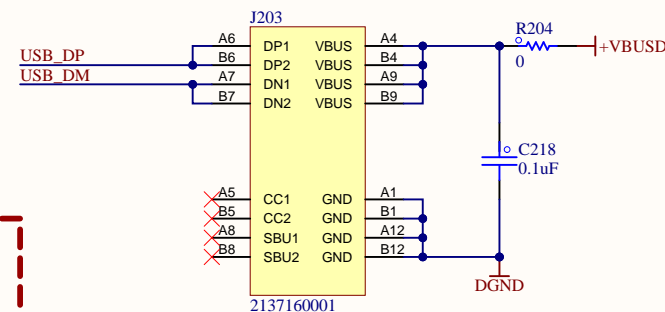 J203
A6 DP1 VBUS A4
R204
+VBUSD
USB_DP
B6 DP2 VBUS B4
0
USB_DM
A7 DN1 VBUS A9
B7 DN2 VBUS B9
C218
0.1uF
A5 CC1 GND A1
B5 CC2 GND B1
A8 SBU1 GND A12
B8 SBU2 GND B12
DGND
2137160001